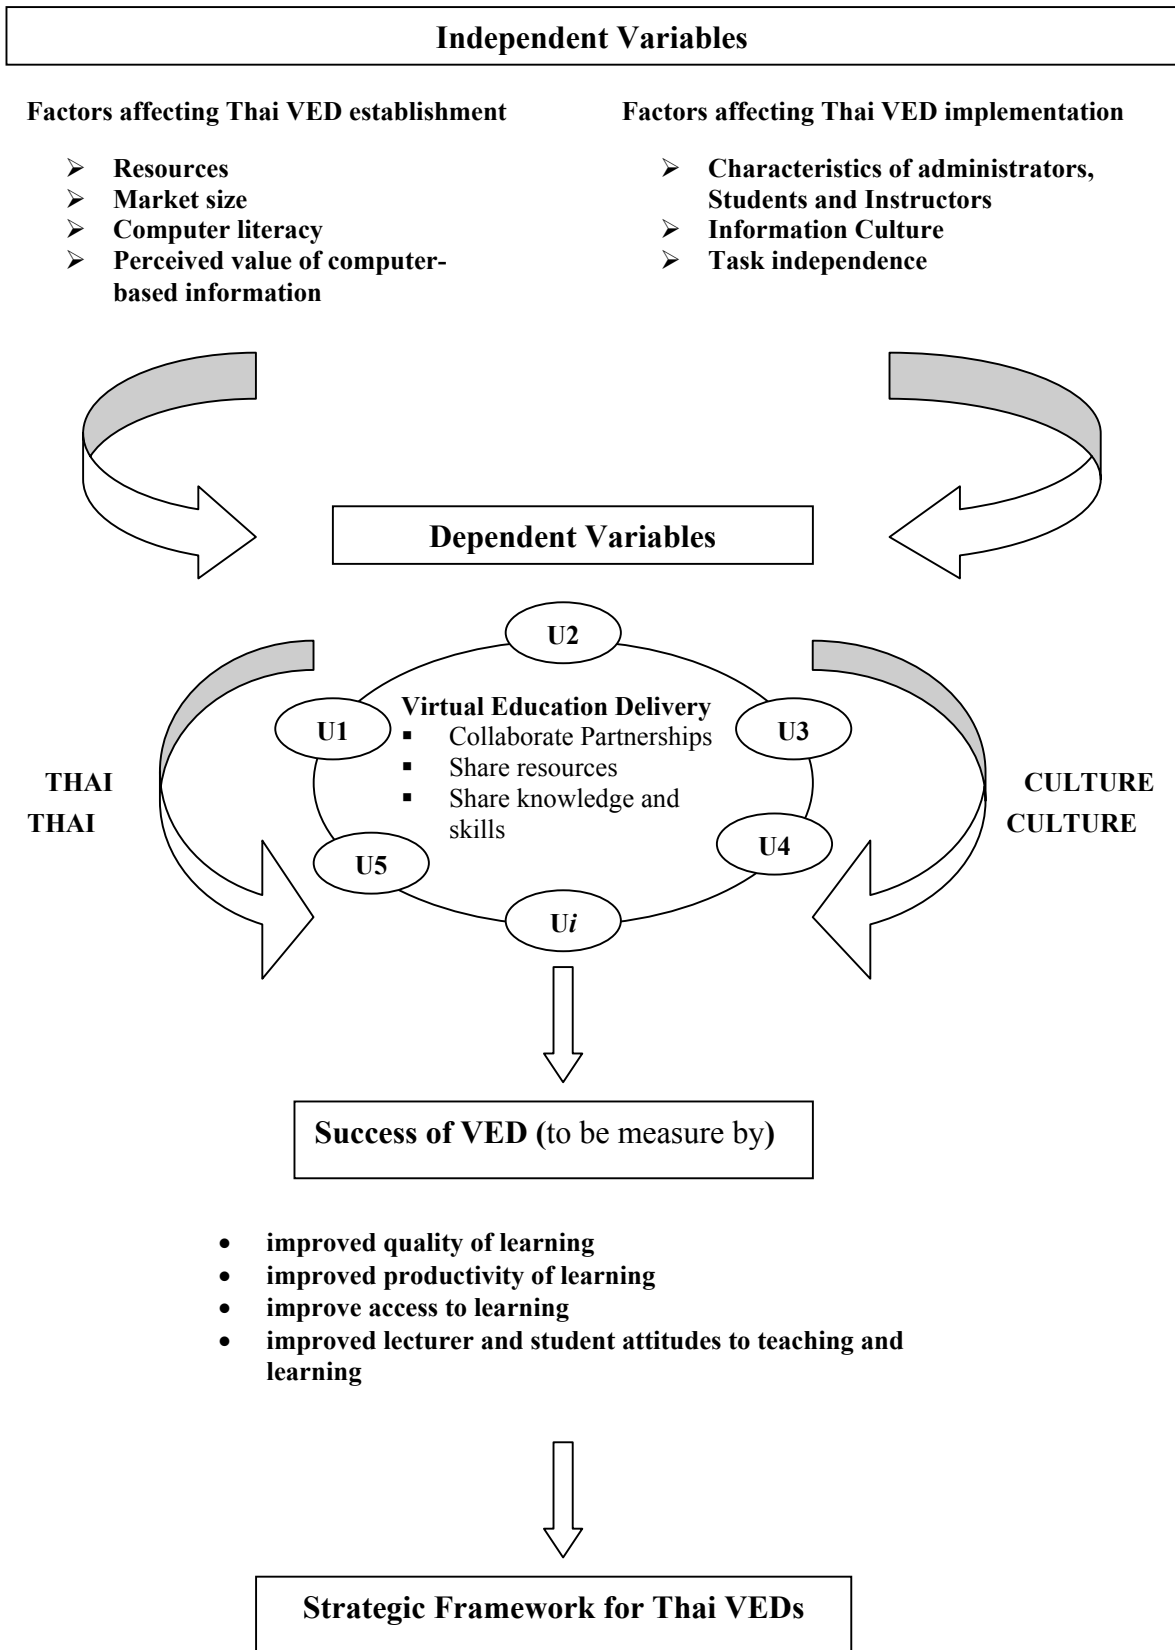 Independent Variables
Factors affecting Thai VED establishment
➢ Resources
➢ Market size
➢ Computer literacy
➢ Perceived value of computer-
based information
Factors affecting Thai VED implementation
➢ Characteristics of administrators,
Students and Instructors
➢ Information Culture
➢ Task independence
Dependent Variables
U2
U1
U3
Virtual Education Delivery
▪ Collaborate Partnerships
▪ Share resources
▪ Share knowledge and
skills
U5
U4
Ui
THAI
THAI
CULTURE
CULTURE
Success of VED (to be measure by)
• improved quality of learning
• improved productivity of learning
• improve access to learning
• improved lecturer and student attitudes to teaching and
learning
Strategic Framework for Thai VEDs